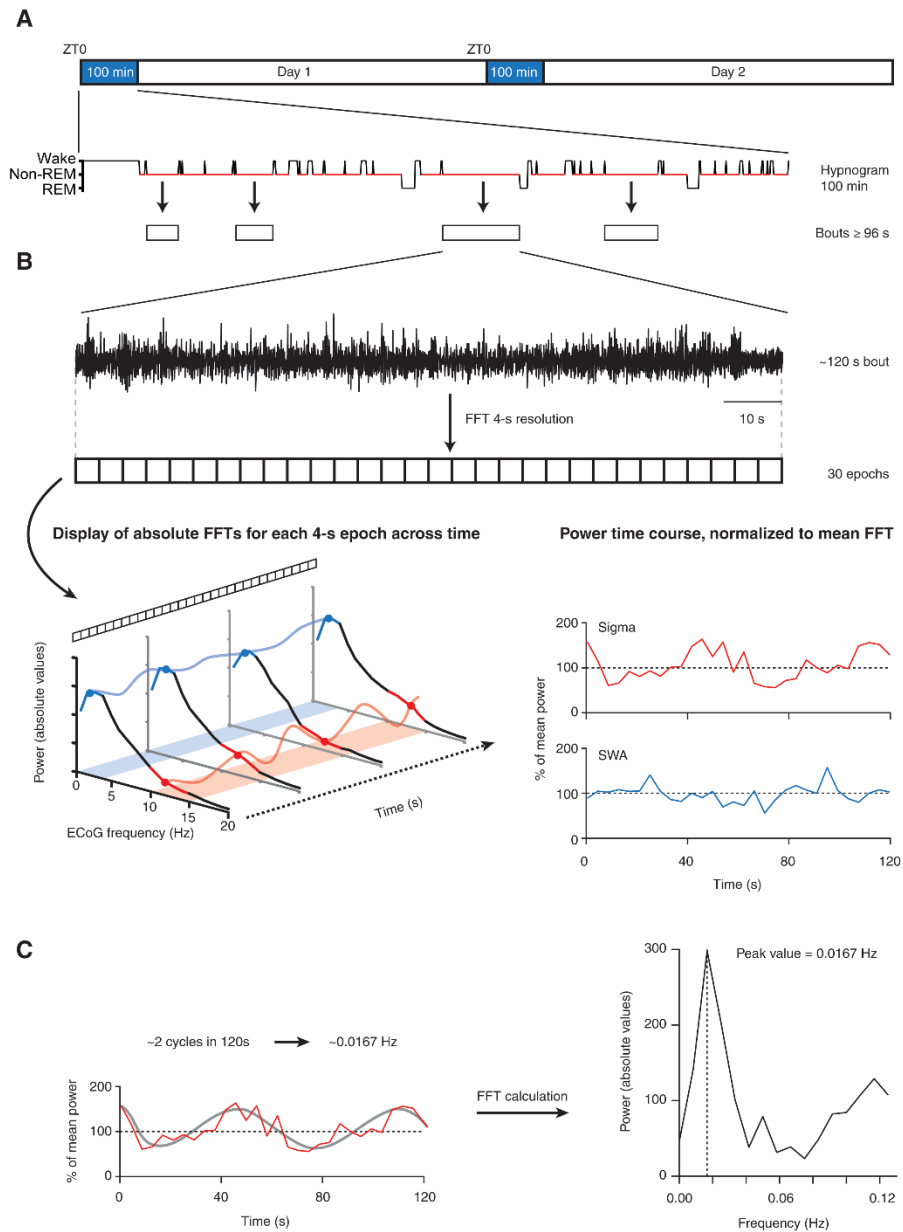 A
ZT0
ZT0
100 min
Day 1
100 min
Day 2
Wake
Non-REM
REM
Hypnogram
100 min
Bouts ≥ 96 s
B
~120 s bout
FFT 4-s resolution
10 s
30 epochs
Display of absolute FFTs for each 4-s epoch across time
Power time course, normalized to mean FFT
Power (absolute values)
0
5
10
15
20
ECoG frequency (Hz)
Time (s)
% of mean power
200
Sigma
100
0
200
SWA
100
0
0
40
80
120
Time (s)
C
~2 cycles in 120s
~0.0167 Hz
% of mean power
200
100
0
0
40
80
120
Time (s)
FFT calculation
Power (absolute values)
300
200
100
0
Peak value = 0.0167 Hz
0.00
0.06
0.12
Frequency (Hz)